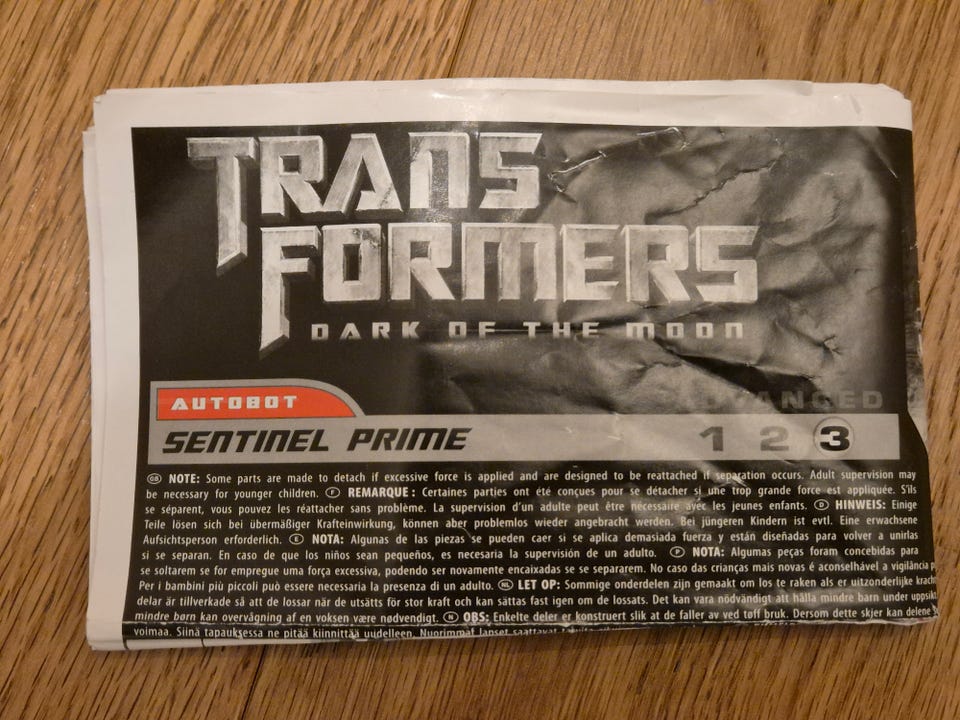 TRANS
FORMERS
DARK OF THE MOON
AUTOBOT
ADVANCED
SENTINEL PRIME 1 2 3
GB NOTE: Some parts are made to detach if excessive force is applied and are designed to be reattached if separation occurs. Adult supervision may
be necessary for younger children. F REMARQUE : Certaines parties ont été conçues pour se détacher si une trop grande force est appliquée. S'ils
se séparent, vous pouvez les réattacher sans problème. La supervision d'un adulte peut être nécessaire avec les jeunes enfants. D HINWEIS: Einige
Teile lösen sich bei übermäßiger Krafteinwirkung, können aber problemlos wieder angebracht werden. Bei jüngeren Kindern ist evtl. Eine erwachsene
Aufsichtsperson erforderlich. E NOTA: Algunas de las piezas se pueden caer si se aplica demasiada fuerza y están diseñadas para volver a unirlas
si se separan. En caso de que los niños sean pequeños, es necesaria la supervisión de un adulto. P NOTA: Algumas peças foram concebidas para
se soltarem se for empregue uma força excessiva, podendo ser novamente encaixadas se se separarem. No caso das crianças mais novas é aconselhável a vigilância
Per i bambini più piccoli può essere necessaria la presenza di un adulto. NL LET OP: Sommige onderdelen zijn gemaakt om los te raken als er uitzonderlijke
delar är tillverkade så att de lossar när de utsätts för stor kraft och kan sättas fast igen om de lossats. Det kan vara nödvändigt att hålla mindre barn under
mindre børn kan overvågning af en voksen være nødvendigt. N OBS: Enkelte deler er konstruert slik at de faller av ved tøff bruk. Dersom dette skjer kan delene
voimaa. Siinä tapauksessa ne pitää kiinnittää uudelleen. Nuorimmat lapset saattavat